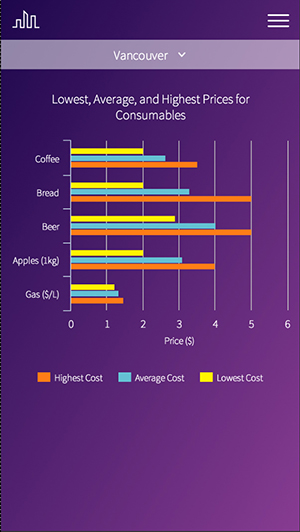 Vancouver
Lowest, Average, and Highest Prices for
Consumables
Coffee
Bread
Beer
Apples (1kg)
Gas ($/L)
0 1 2 3 4 5 6
Price ($)
Highest Cost Average Cost Lowest Cost